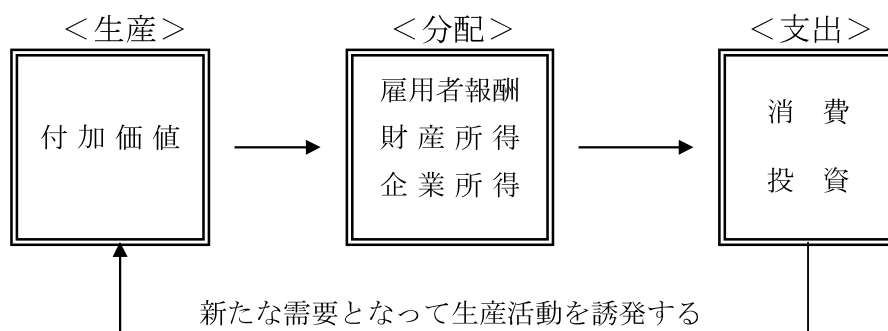 ＜生産＞
＜分配＞
＜支出＞
付加価値
雇用者報酬
財産所得
企業所得
消　費
投　資
新たな需要となって生産活動を誘発する